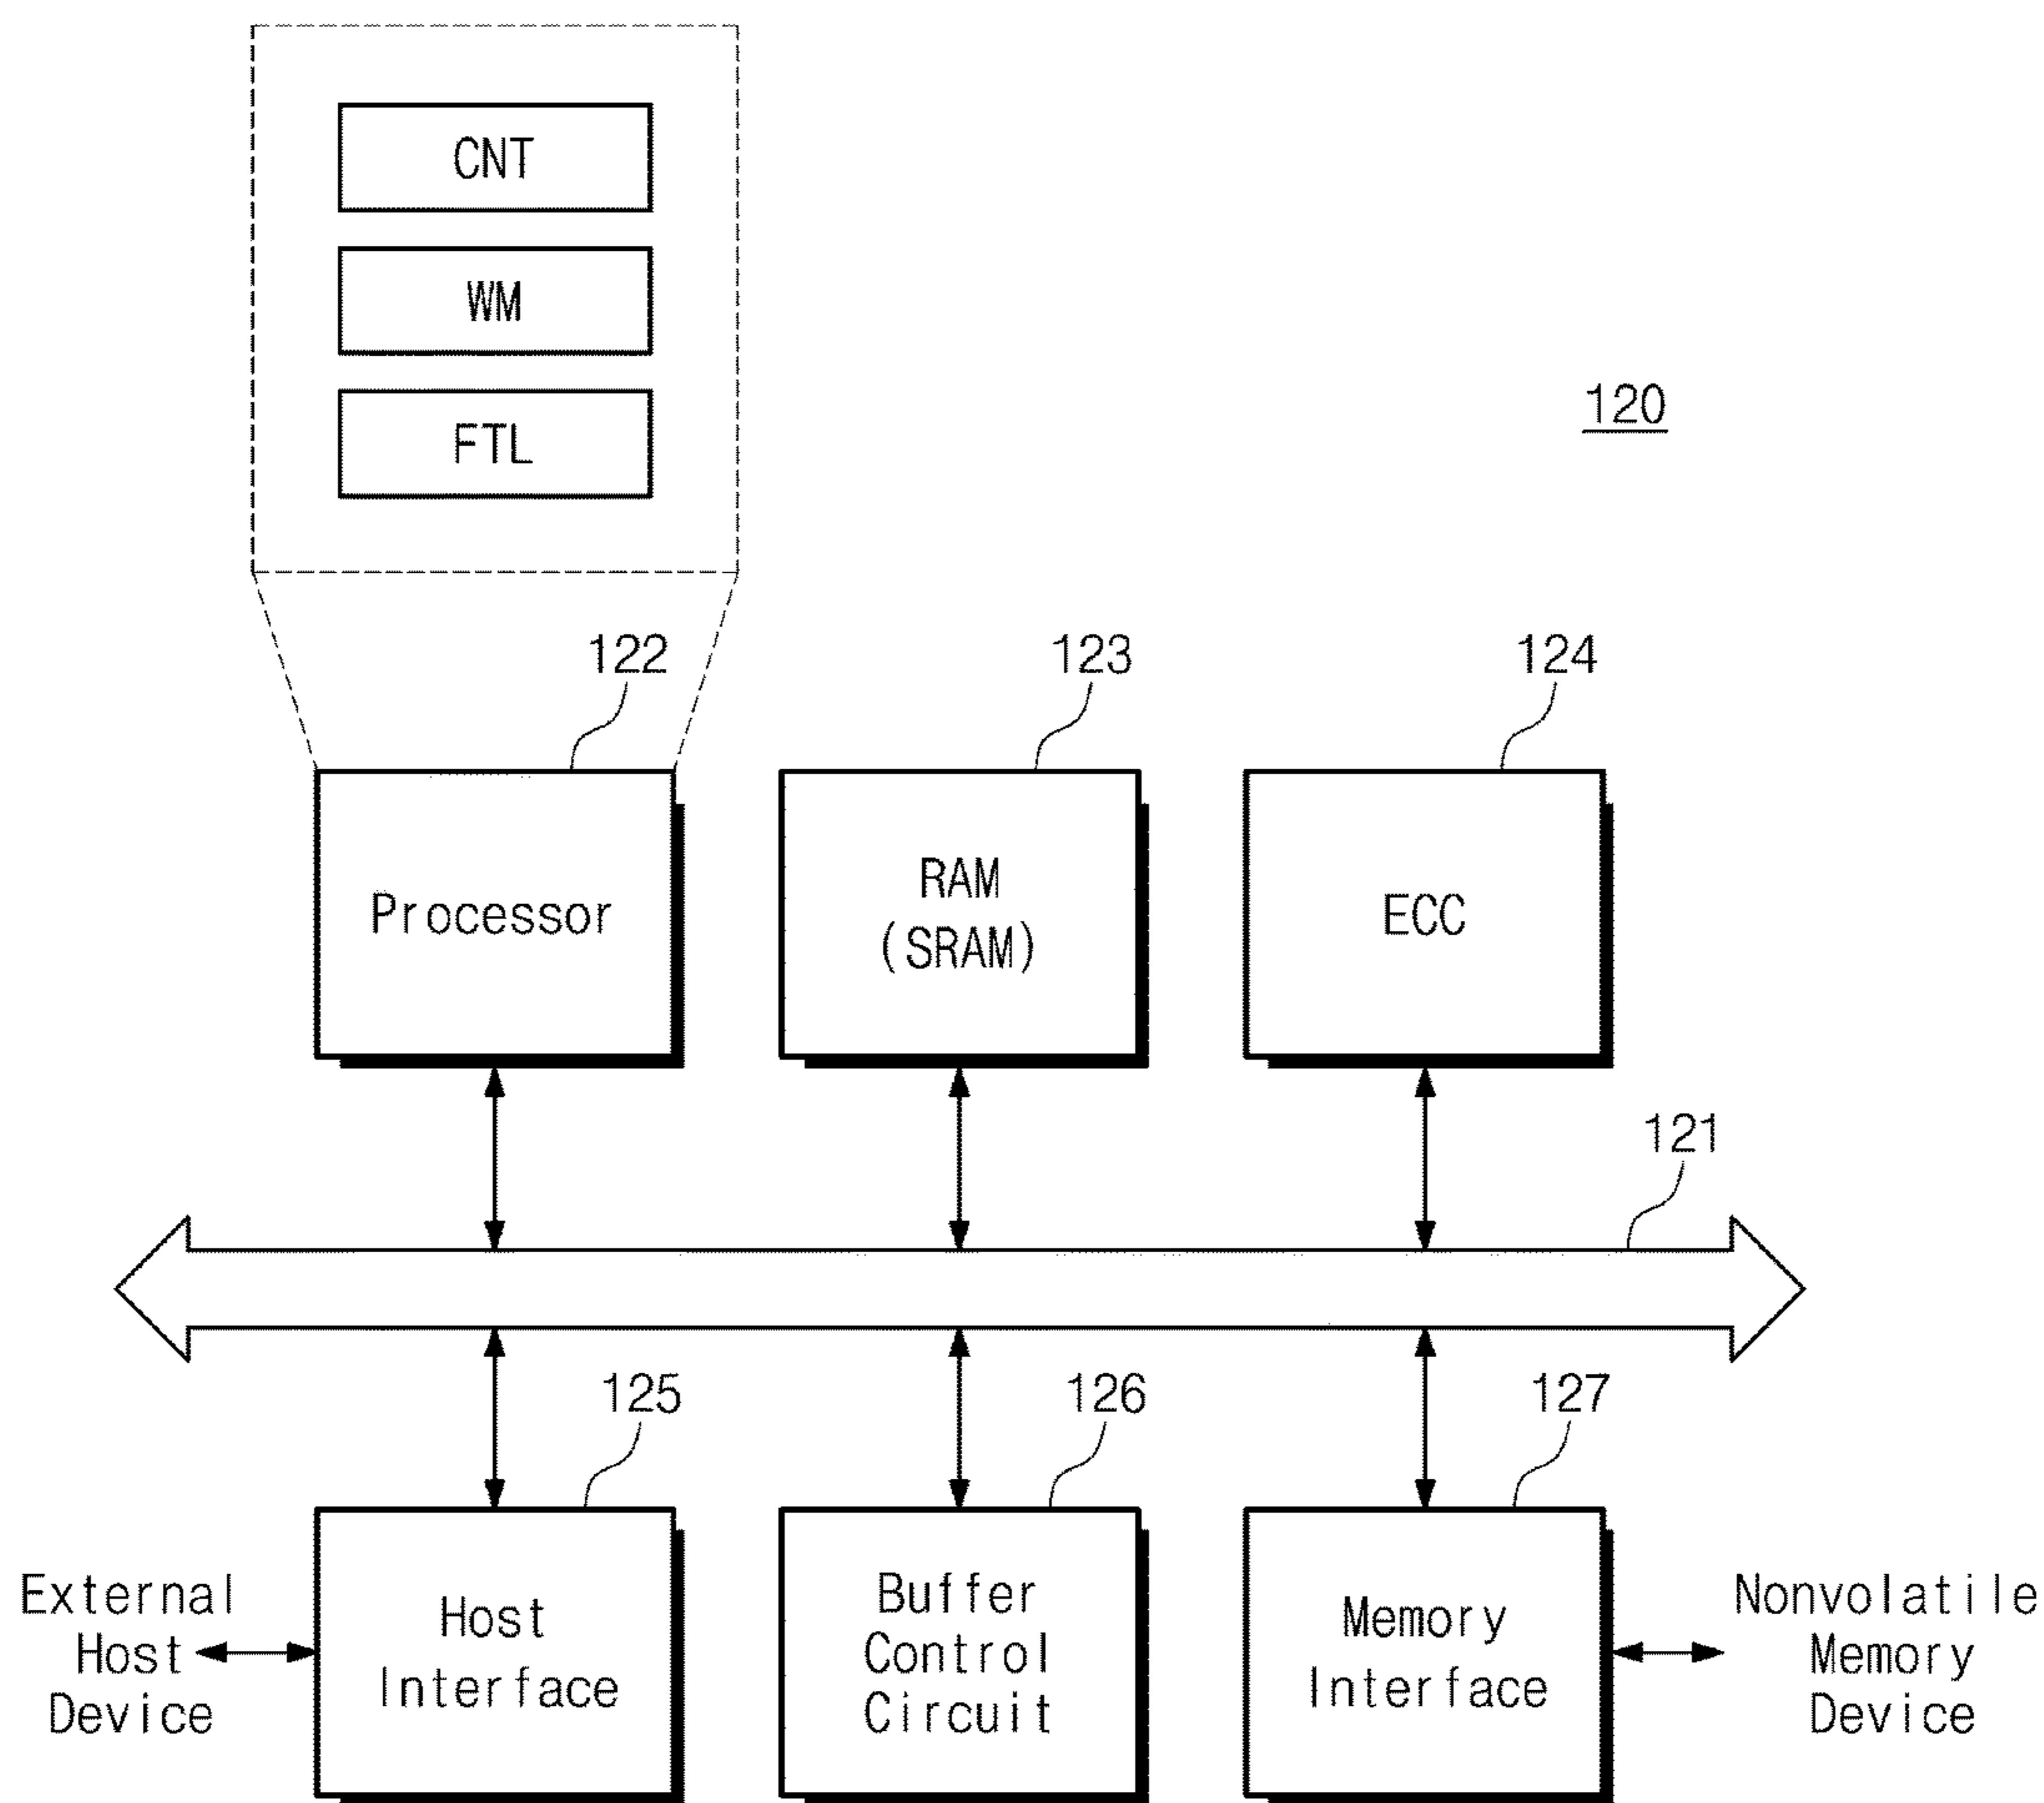 CNT
WM
FTL
120
122
123
124
Processor
RAM
(SRAM)
ECC
121
125
126
127
External
Host
Device
Host
Interface
Buffer
Control
Circuit
Memory
Interface
Nonvolatile
Memory
Device